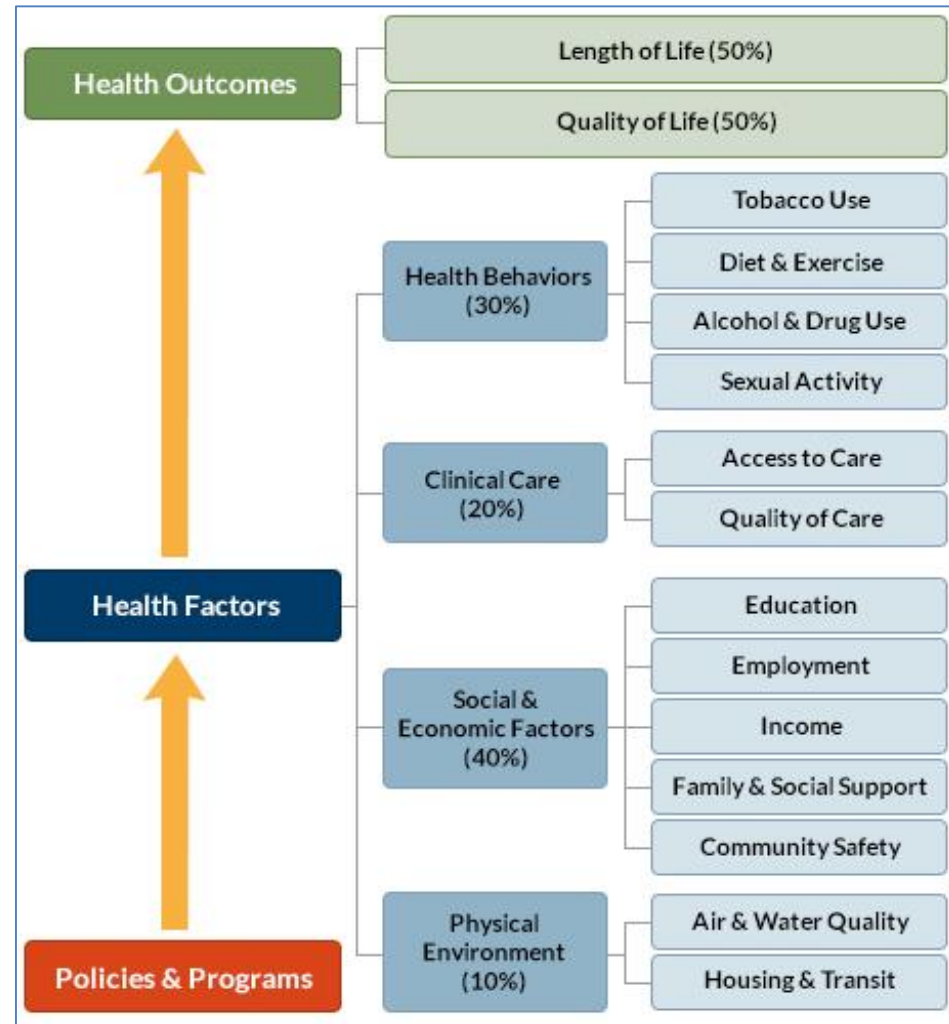 Health Outcomes
Length of Life (50%)
Quality of Life (50%)
Health Factors
Health Behaviors
(30%)
Tobacco Use
Diet & Exercise
Alcohol & Drug Use
Sexual Activity
Clinical Care
(20%)
Access to Care
Quality of Care
Social &
Economic Factors
(40%)
Education
Employment
Income
Family & Social Support
Community Safety
Physical
Environment
(10%)
Air & Water Quality
Housing & Transit
Policies & Programs